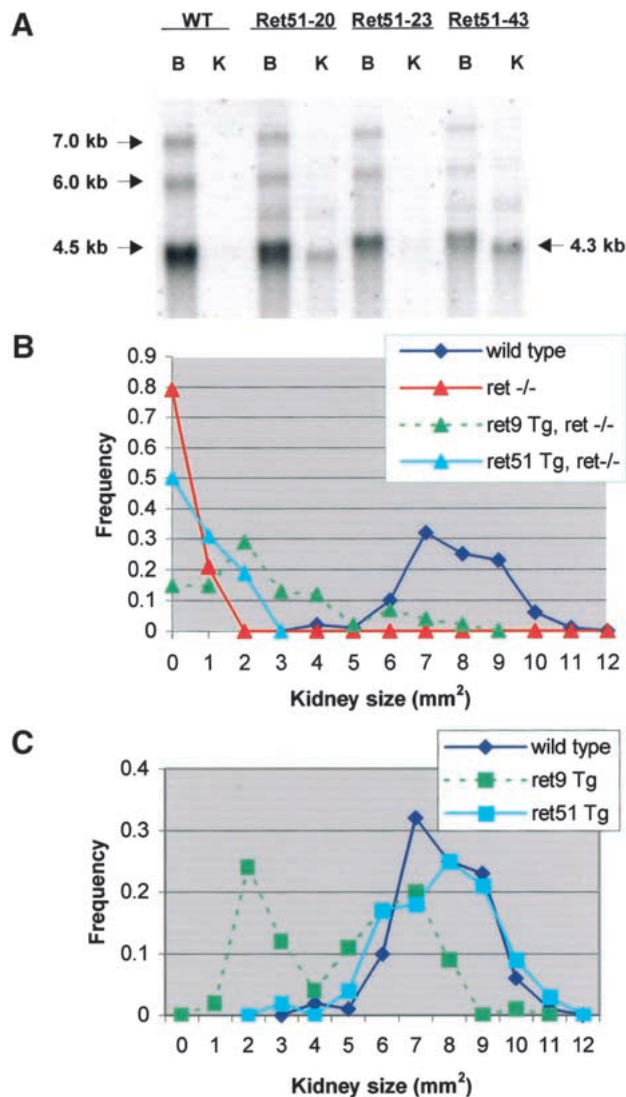 A
WT Ret51-20 Ret51-23 Ret51-43
B K B K B K B K
7.0 kb
6.0 kb
4.5 kb
4.3 kb
B
0.9
0.8
0.7
0.6
0.5
0.4
0.3
0.2
0.1
0
Frequency
wild type
ret -/-
ret9 Tg, ret -/-
ret51 Tg, ret-/-
0 1 2 3 4 5 6 7 8 9 10 11 12
Kidney size (mm²)
C
0.4
0.3
0.2
0.1
0
Frequency
wild type
ret9 Tg
ret51 Tg
0 1 2 3 4 5 6 7 8 9 10 11 12
Kidney size (mm²)